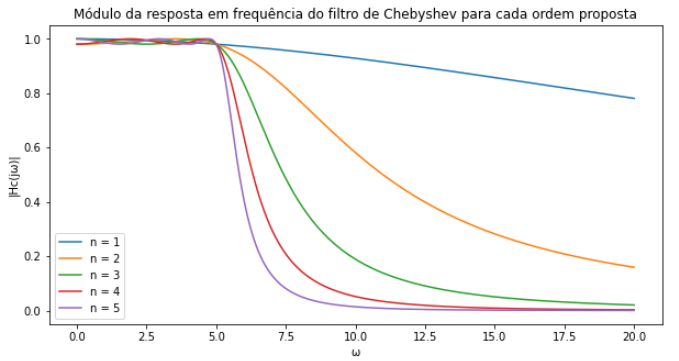 Módulo da resposta em frequência do filtro de Chebyshev para cada ordem proposta
|Hc(jω)|
1.0
0.8
0.6
0.4
0.2
0.0
n = 1
n = 2
n = 3
n = 4
n = 5
0.0 2.5 5.0 7.5 10.0 12.5 15.0 17.5 20.0
ω